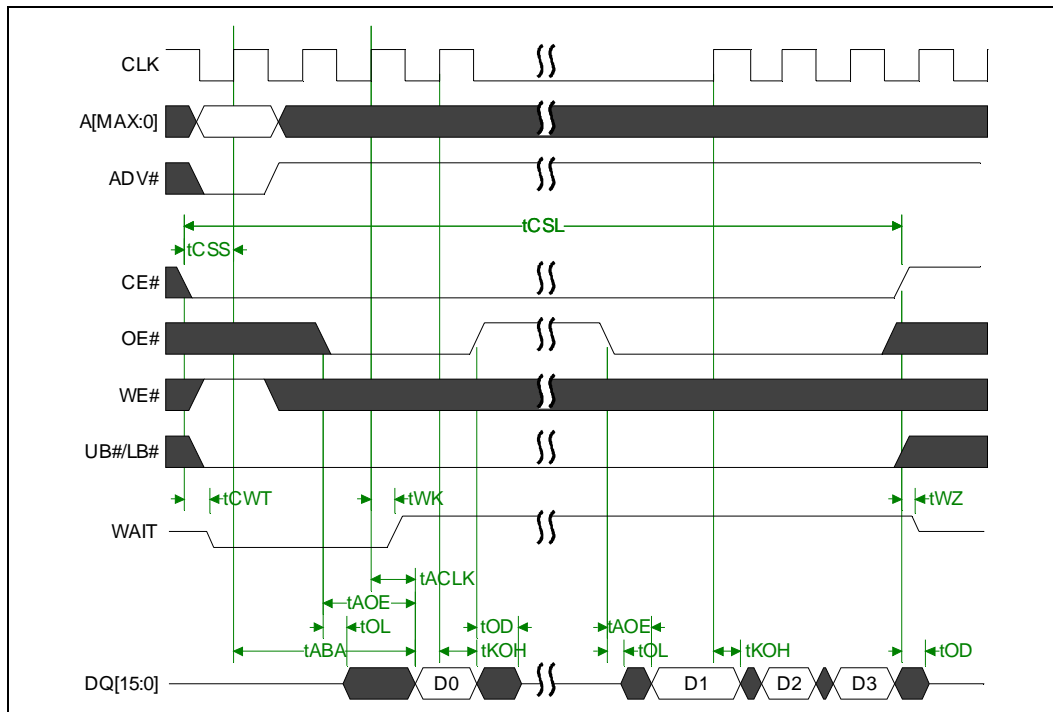 CLK
A[MAX:0]
ADV#
tCSL
tCSS
CE#
OE#
WE#
UB#/LB#
tCWT
tWK
tWZ
WAIT
tACLK
tAOE
tOL
tOD
tAOE
tABA
tKOH
tOL
tKOH
tOD
DQ[15:0]
D0
D1
D2
D3